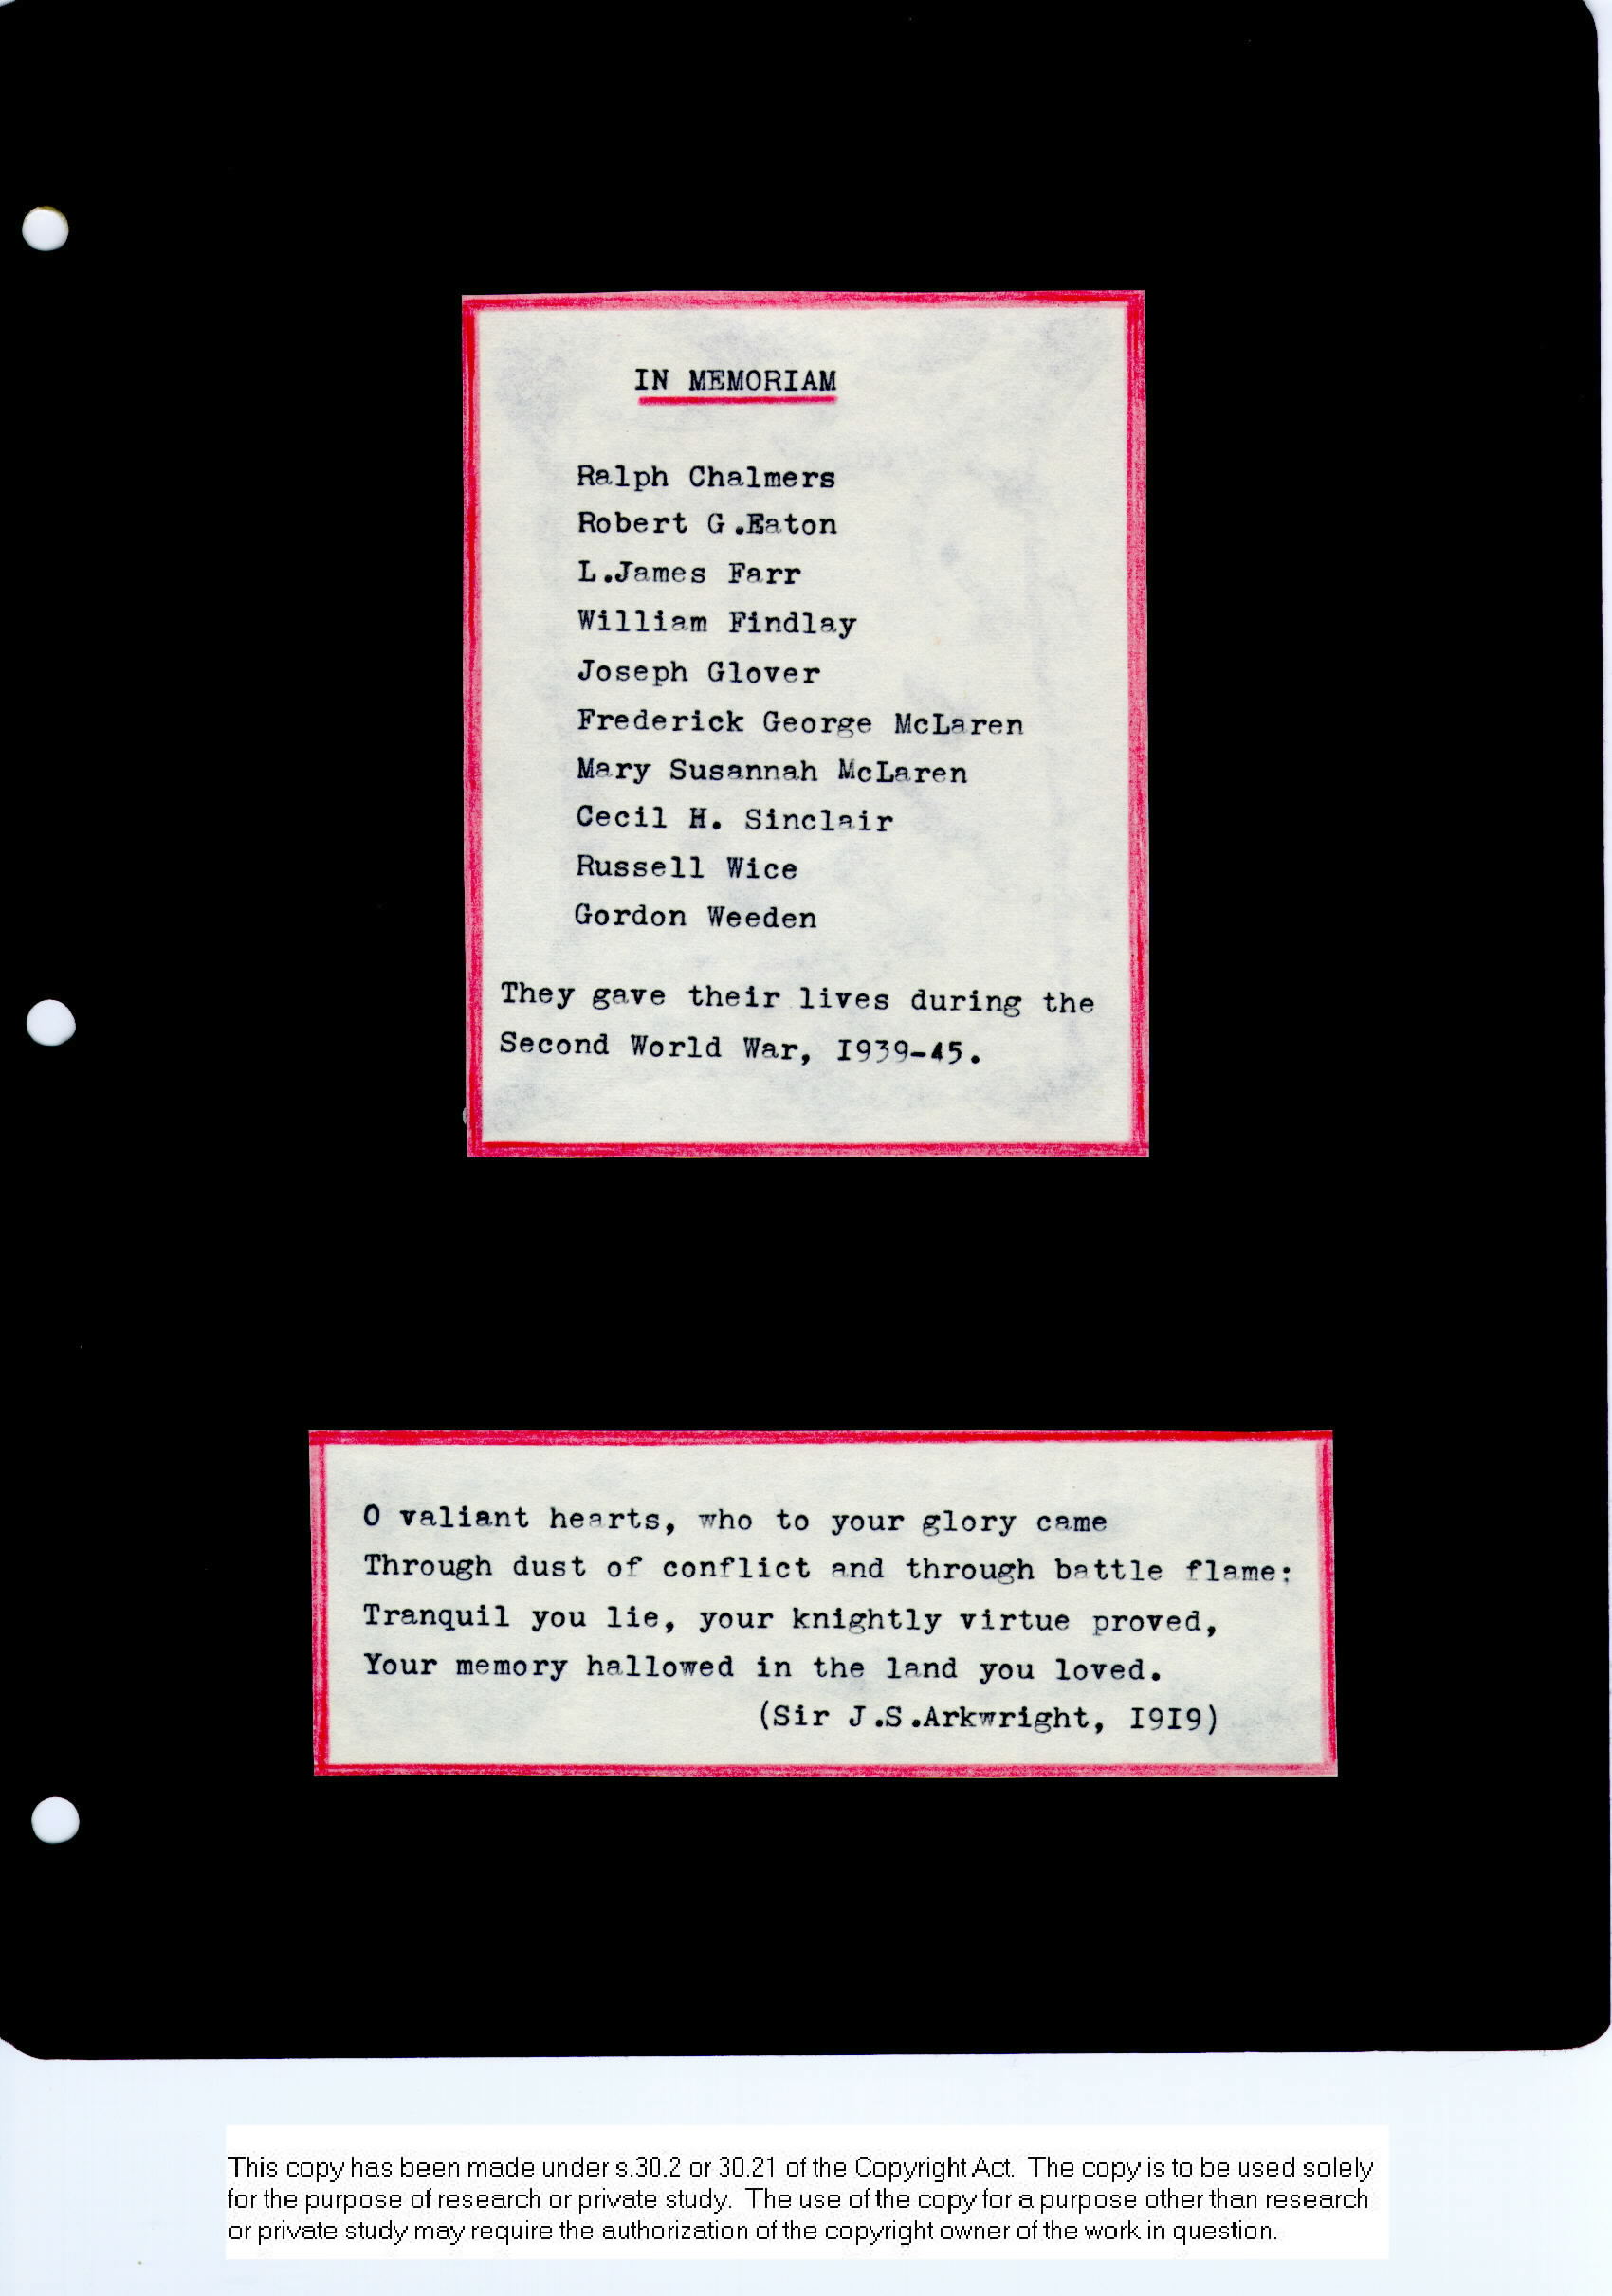 IN MEMORIAM
Ralph Chalmers
Robert G.Eaton
L.James Farr
William Findlay
Joseph Glover
Frederick George McLaren
Mary Susannah McLaren
Cecil H. Sinclair
Russell Wice
Gordon Weeden
They gave their lives during the
Second World War, I939-45.
O valiant hearts, who to your glory came
Through dust of conflict and through battle flame:
Tranquil you lie, your knightly virtue proved,
Your memory hallowed in the land you loved.
(Sir J.S.Arkwright, I9I9)
This copy has been made under s.30.2 or 30.21 of the Copyright Act. The copy is to be used solely
for the purpose of research or private study. The use of the copy for a purpose other than research
or private study may require the authorization of the copyright owner of the work in question.